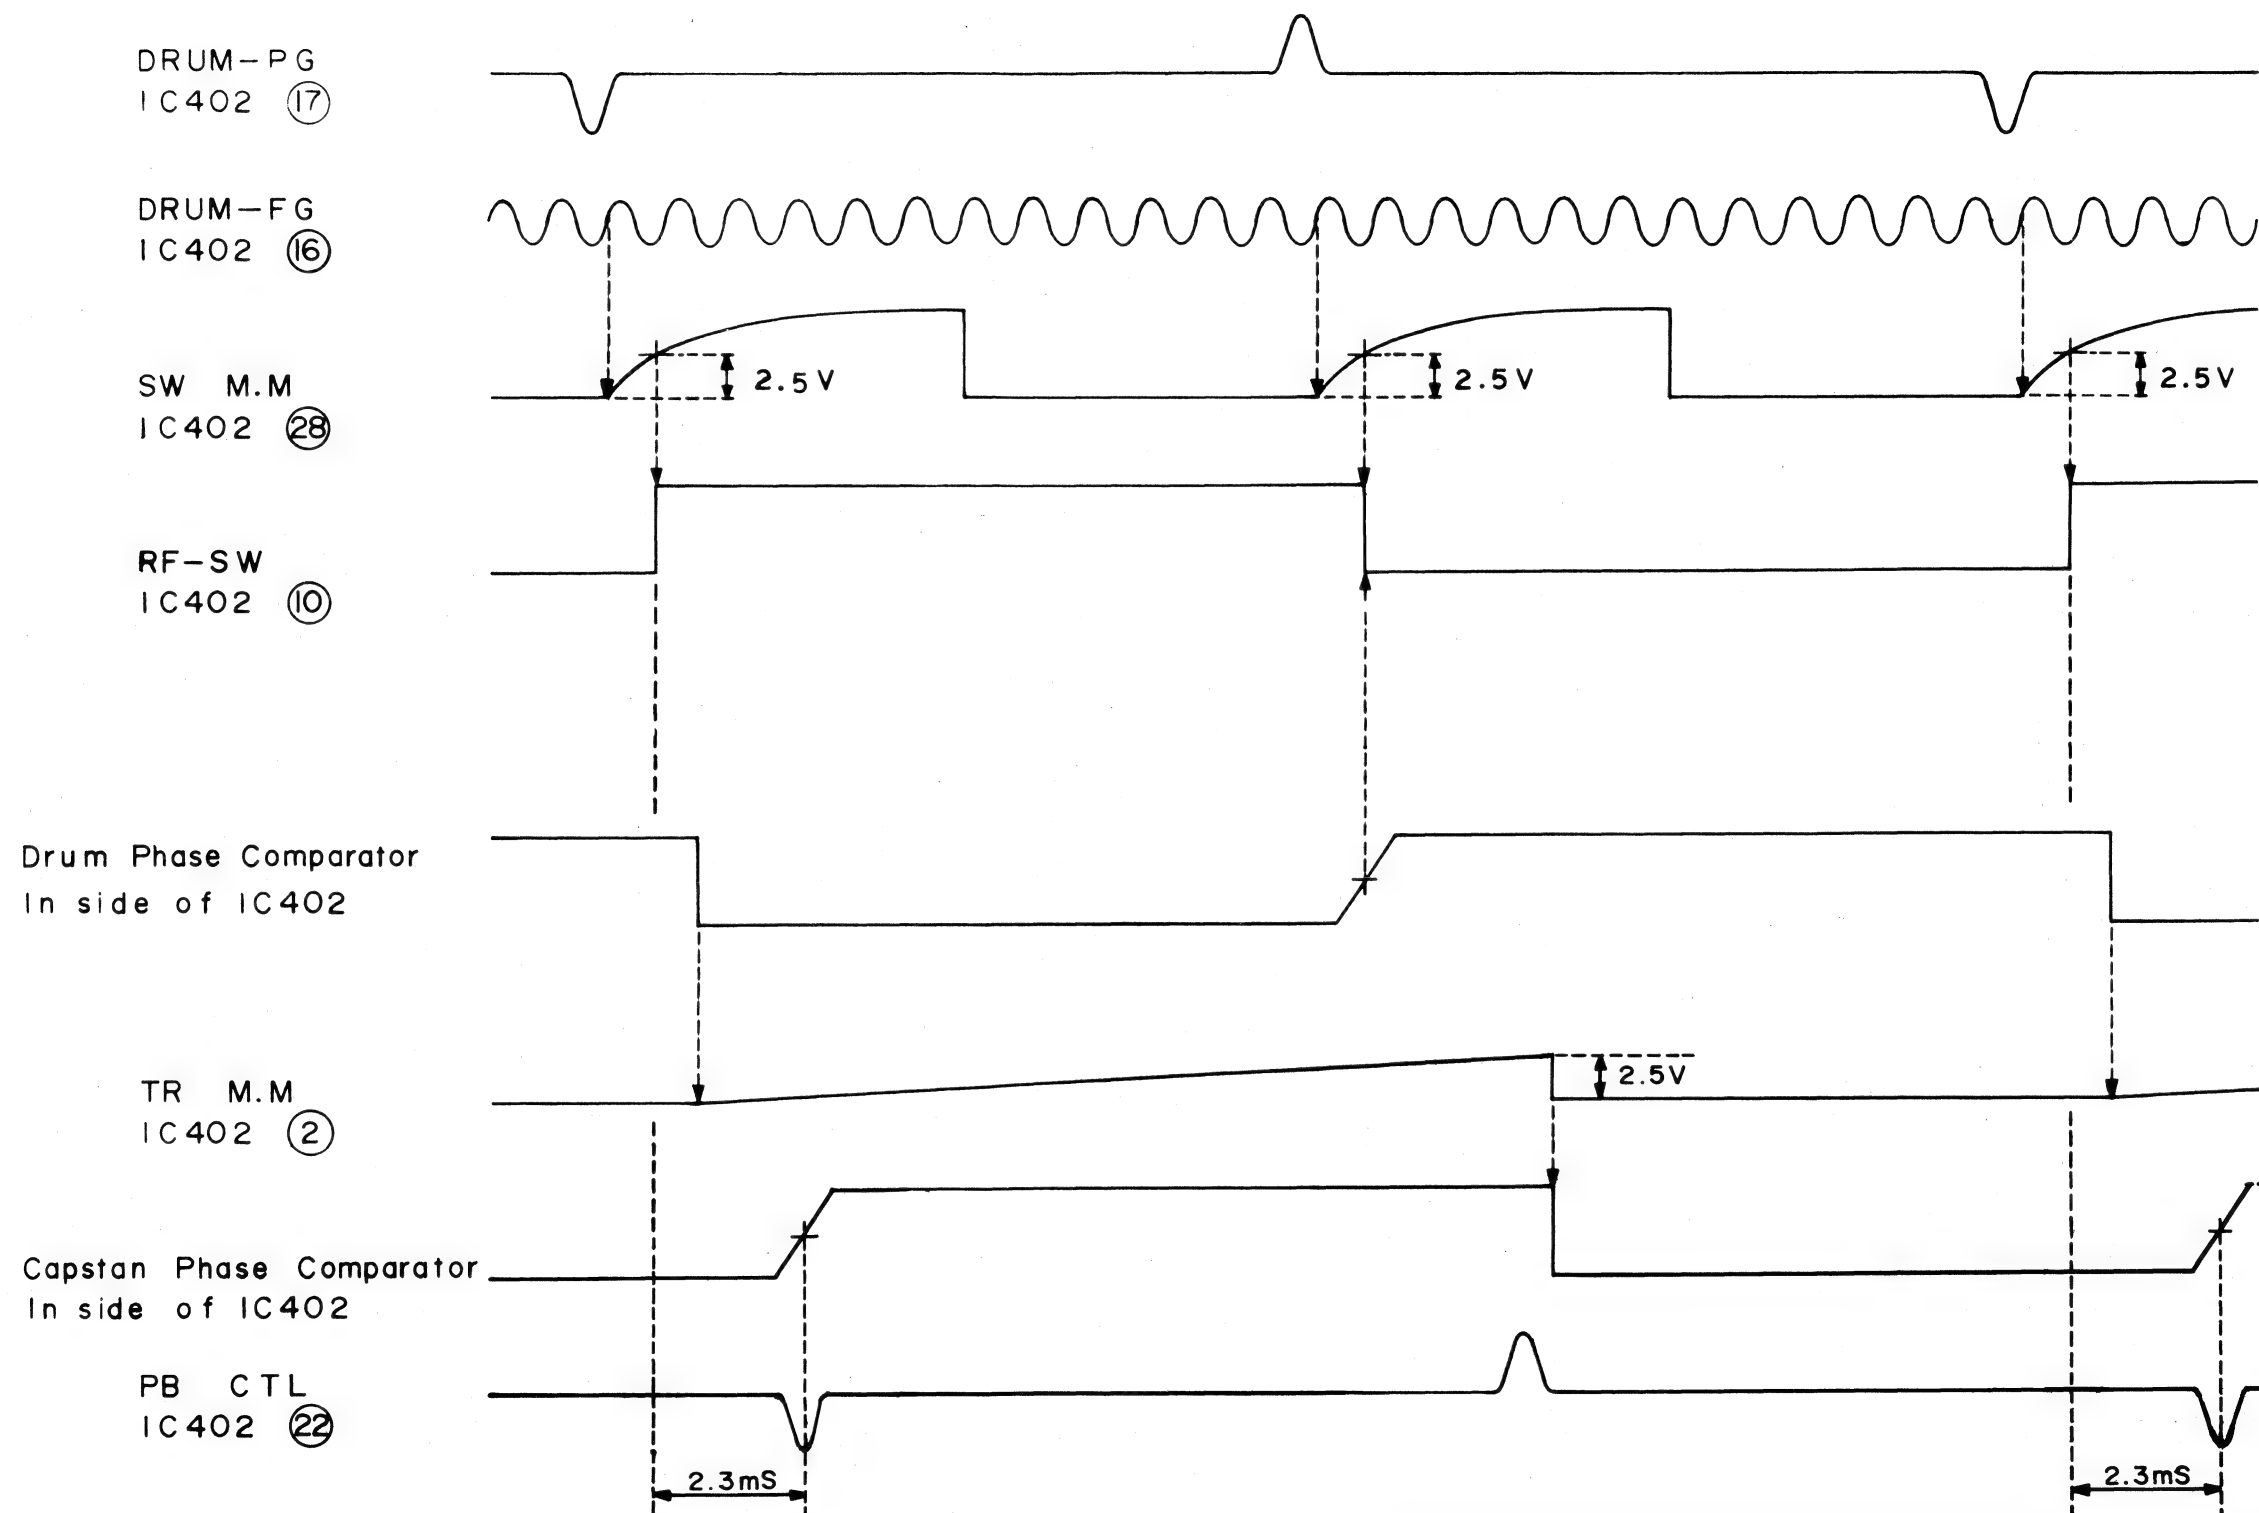 DRUM-PG
IC402 17
DRUM-FG
IC402 16
SW M.M
IC402 28
2.5V
2.5V
2.5V
RF-SW
IC402 10
Drum Phase Comparator
In side of IC402
TR M.M
IC402 2
2.5V
Capstan Phase Comparator
In side of IC402
PB CTL
IC402 22
2.3mS
2.3mS